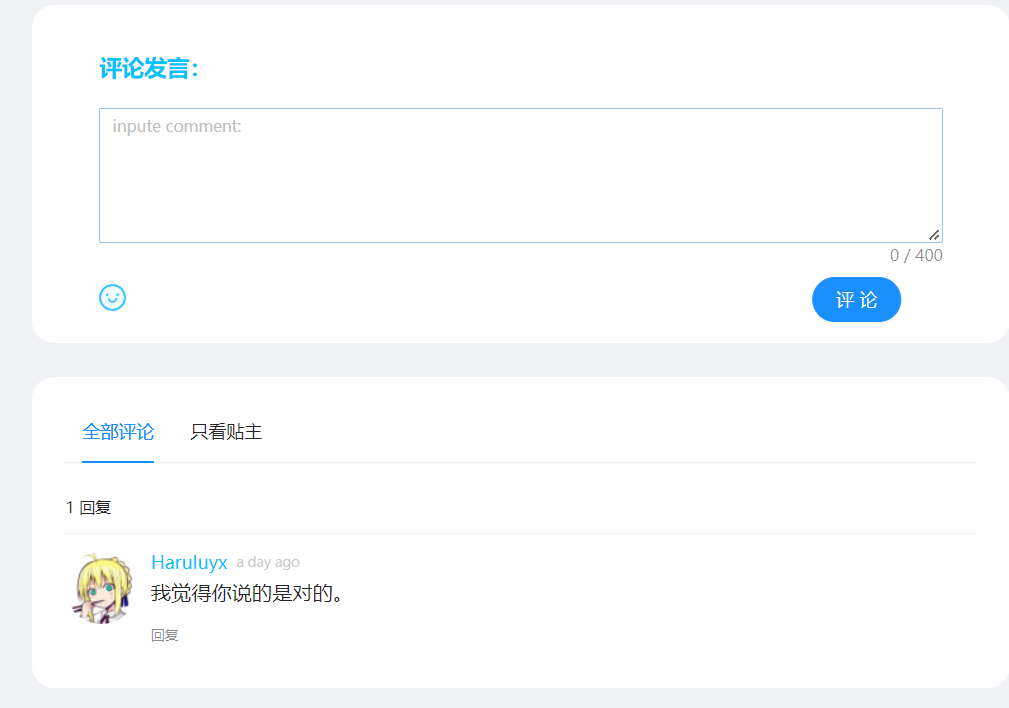 评论发言：
inpute comment:
0 / 400
评 论
全部评论 只看贴主
1 回复
Haruluyx a day ago
我觉得你说的是对的。
回复